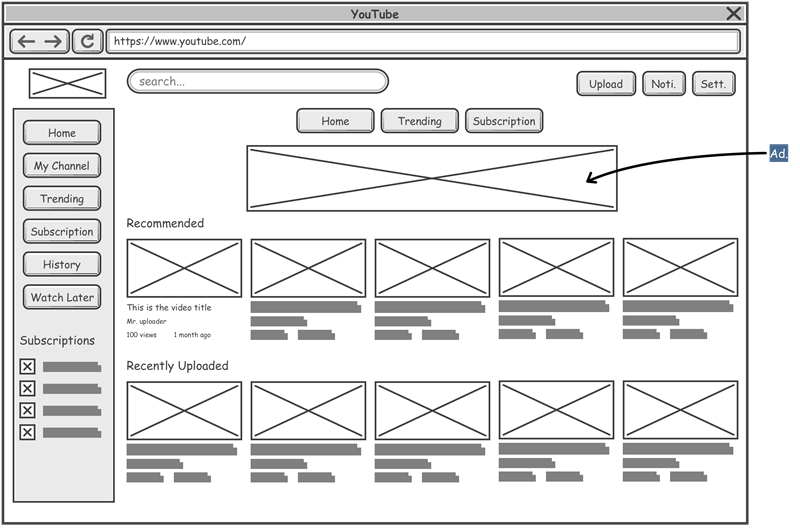 YouTube
https://www.youtube.com/
search...
Upload
Noti.
Sett.
Home
Trending
Subscription
Ad.
Home
My Channel
Trending
Subscription
History
Watch Later
Subscriptions
Recommended
This is the video title
Mr. uploader
100 views 1 month ago
Recently Uploaded